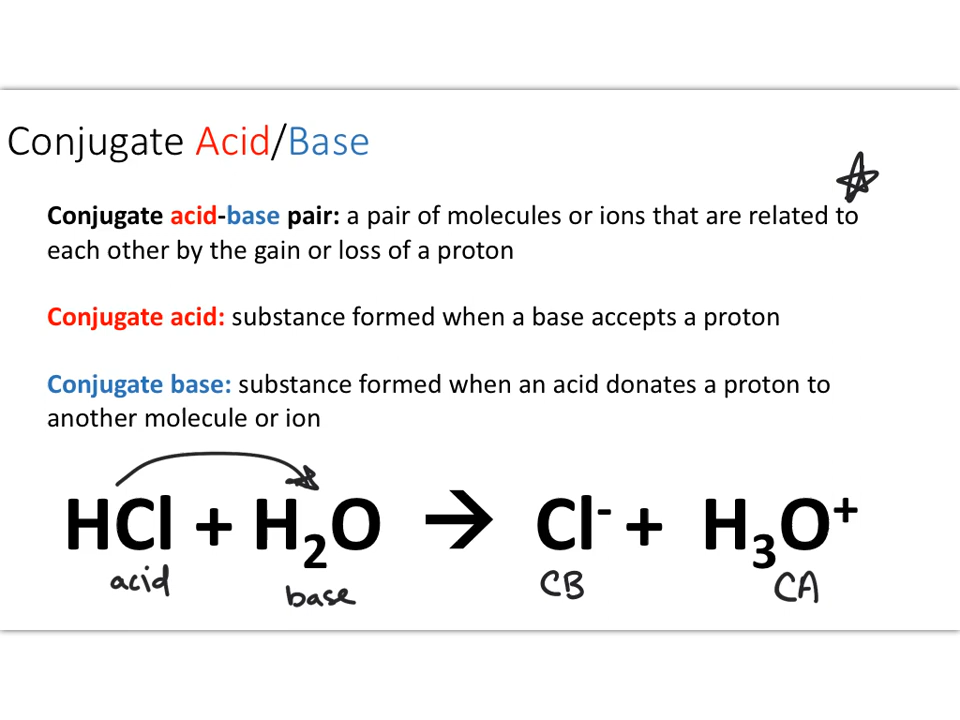 Conjugate Acid/Base
Conjugate acid-base pair: a pair of molecules or ions that are related to
each other by the gain or loss of a proton
Conjugate acid: substance formed when a base accepts a proton
Conjugate base: substance formed when an acid donates a proton to
another molecule or ion
HCl + H₂O → Cl⁻ + H₃O⁺
acid base CB CA